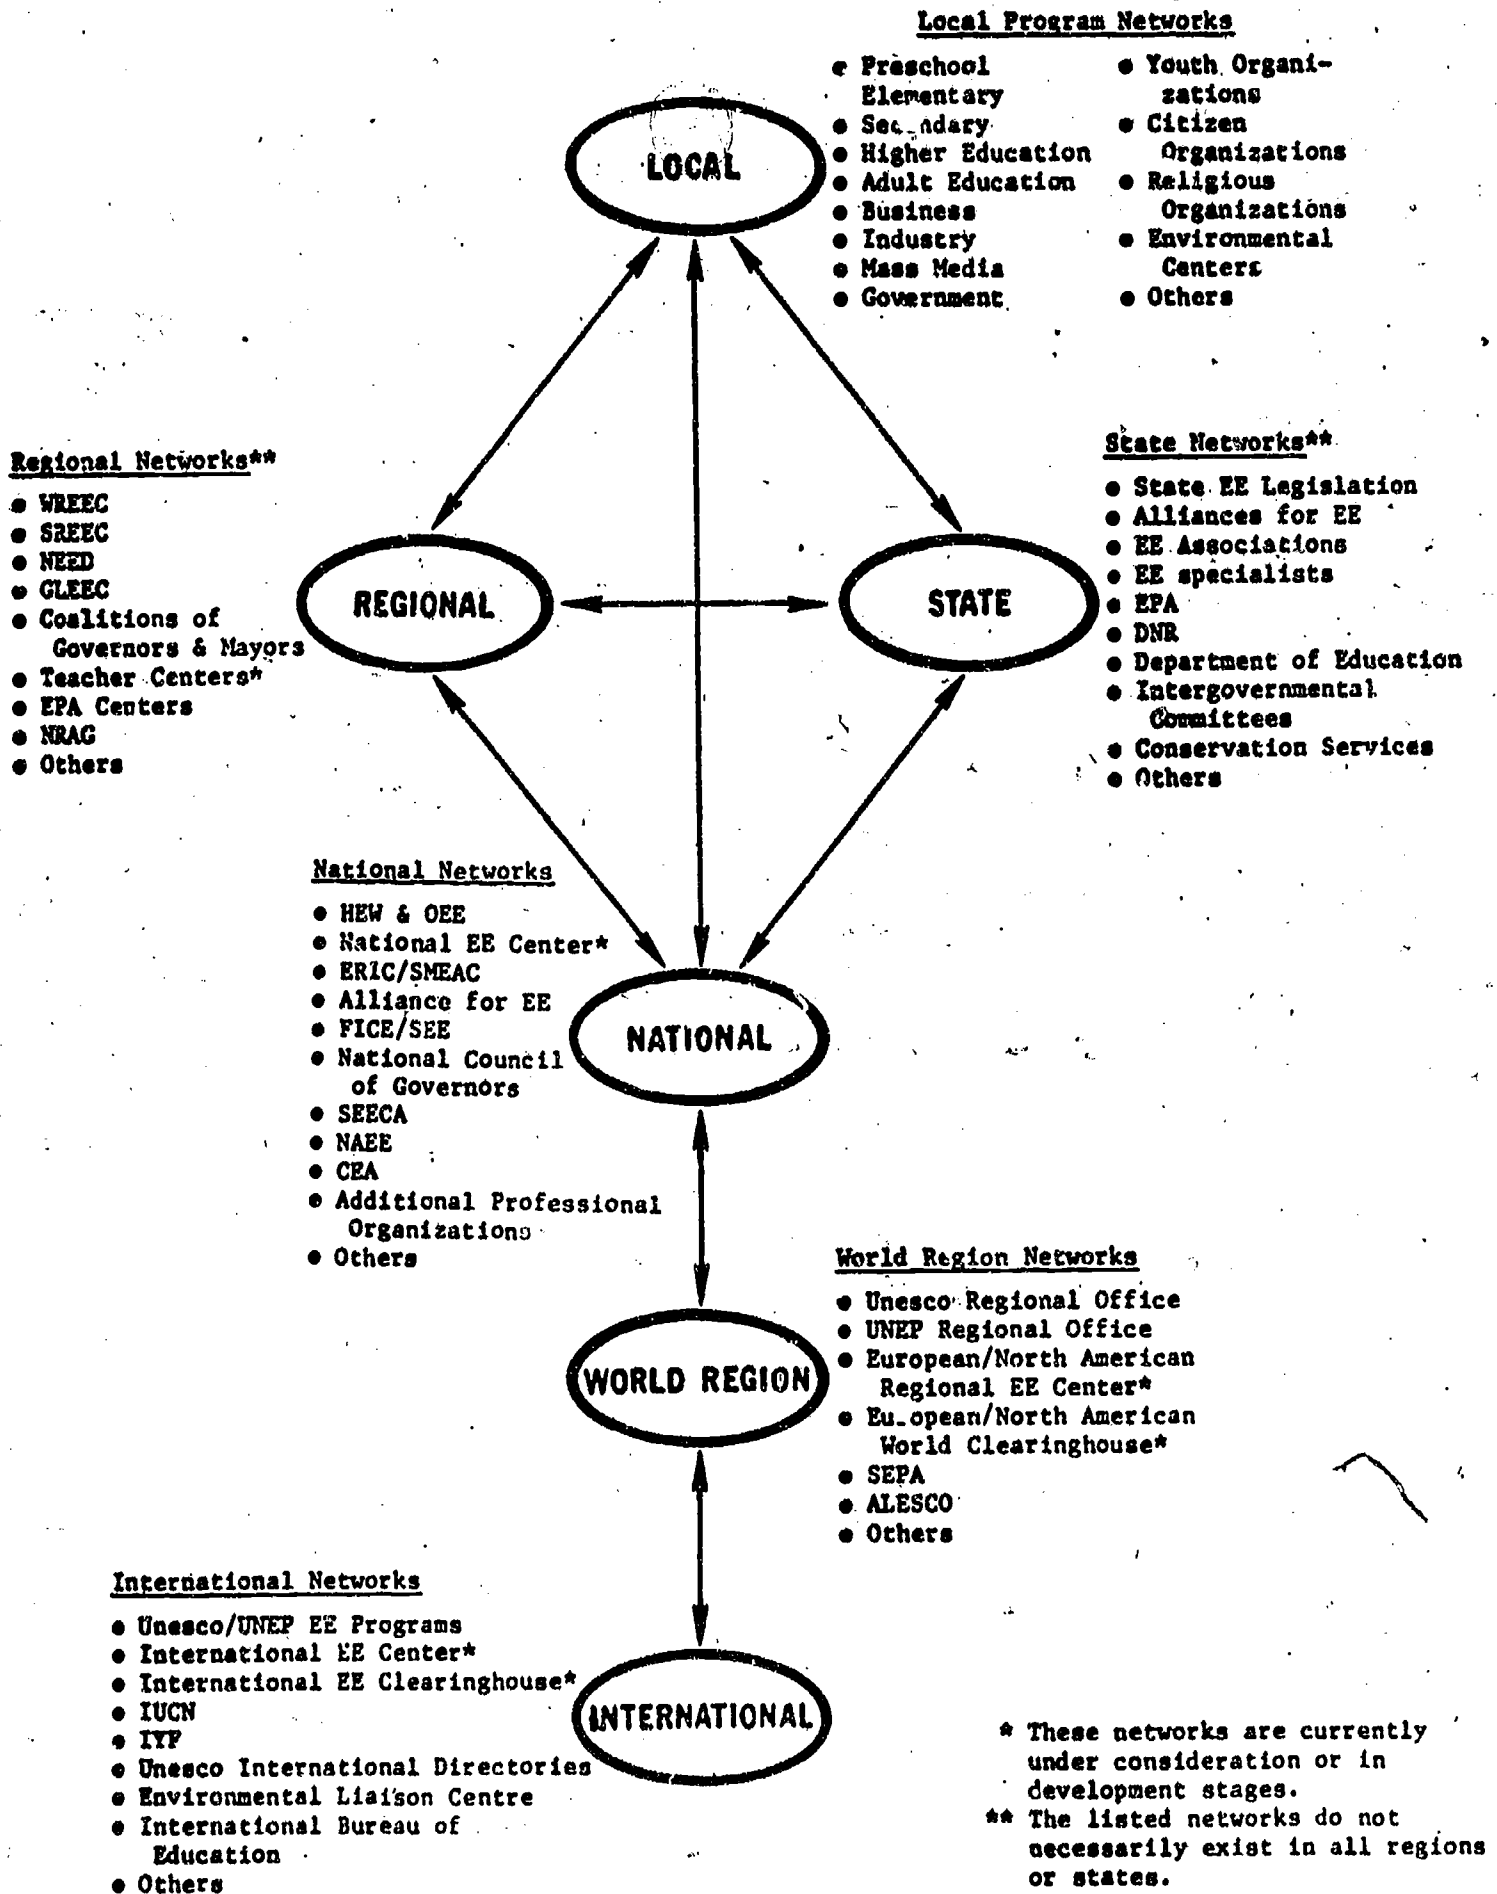 Local Program Networks
● Preschool
Elementary
● Secondary
● Higher Education
● Adult Education
● Business
● Industry
● Mass Media
● Government
● Youth Organi-
zations
● Citizen
Organizations
● Religious
Organizations
● Environmental
Centers
● Others
LOCAL
Regional Networks**
● WREEC
● SREEC
● NEED
● GLEEC
● Coalitions of
Governors & Mayors
● Teacher Centers*
● EPA Centers
● NRAG
● Others
REGIONAL
STATE
State Networks**
● State EE Legislation
● Alliances for EE
● EE Associations
● EE specialists
● EPA
● DNR
● Department of Education
● Intergovernmental
Committees
● Conservation Services
● Others
National Networks
● HEW & OEE
● National EE Center*
● ERIC/SMEAC
● Alliance for EE
● FICE/SEE
● National Council
of Governors
● SEECA
● NAEE
● CEA
● Additional Professional
Organizations
● Others
NATIONAL
World Region Networks
● Unesco Regional Office
● UNEP Regional Office
● European/North American
Regional EE Center*
● European/North American
World Clearinghouse*
● SEPA
● ALESCO
● Others
WORLD REGION
International Networks
● Unesco/UNEP EE Programs
● International EE Center*
● International EE Clearinghouse*
● IUCN
● IYF
● Unesco International Directories
● Environmental Liaison Centre
● International Bureau of
Education
● Others
INTERNATIONAL
* These networks are currently
under consideration or in
development stages.
** The listed networks do not
necessarily exist in all regions
or states.